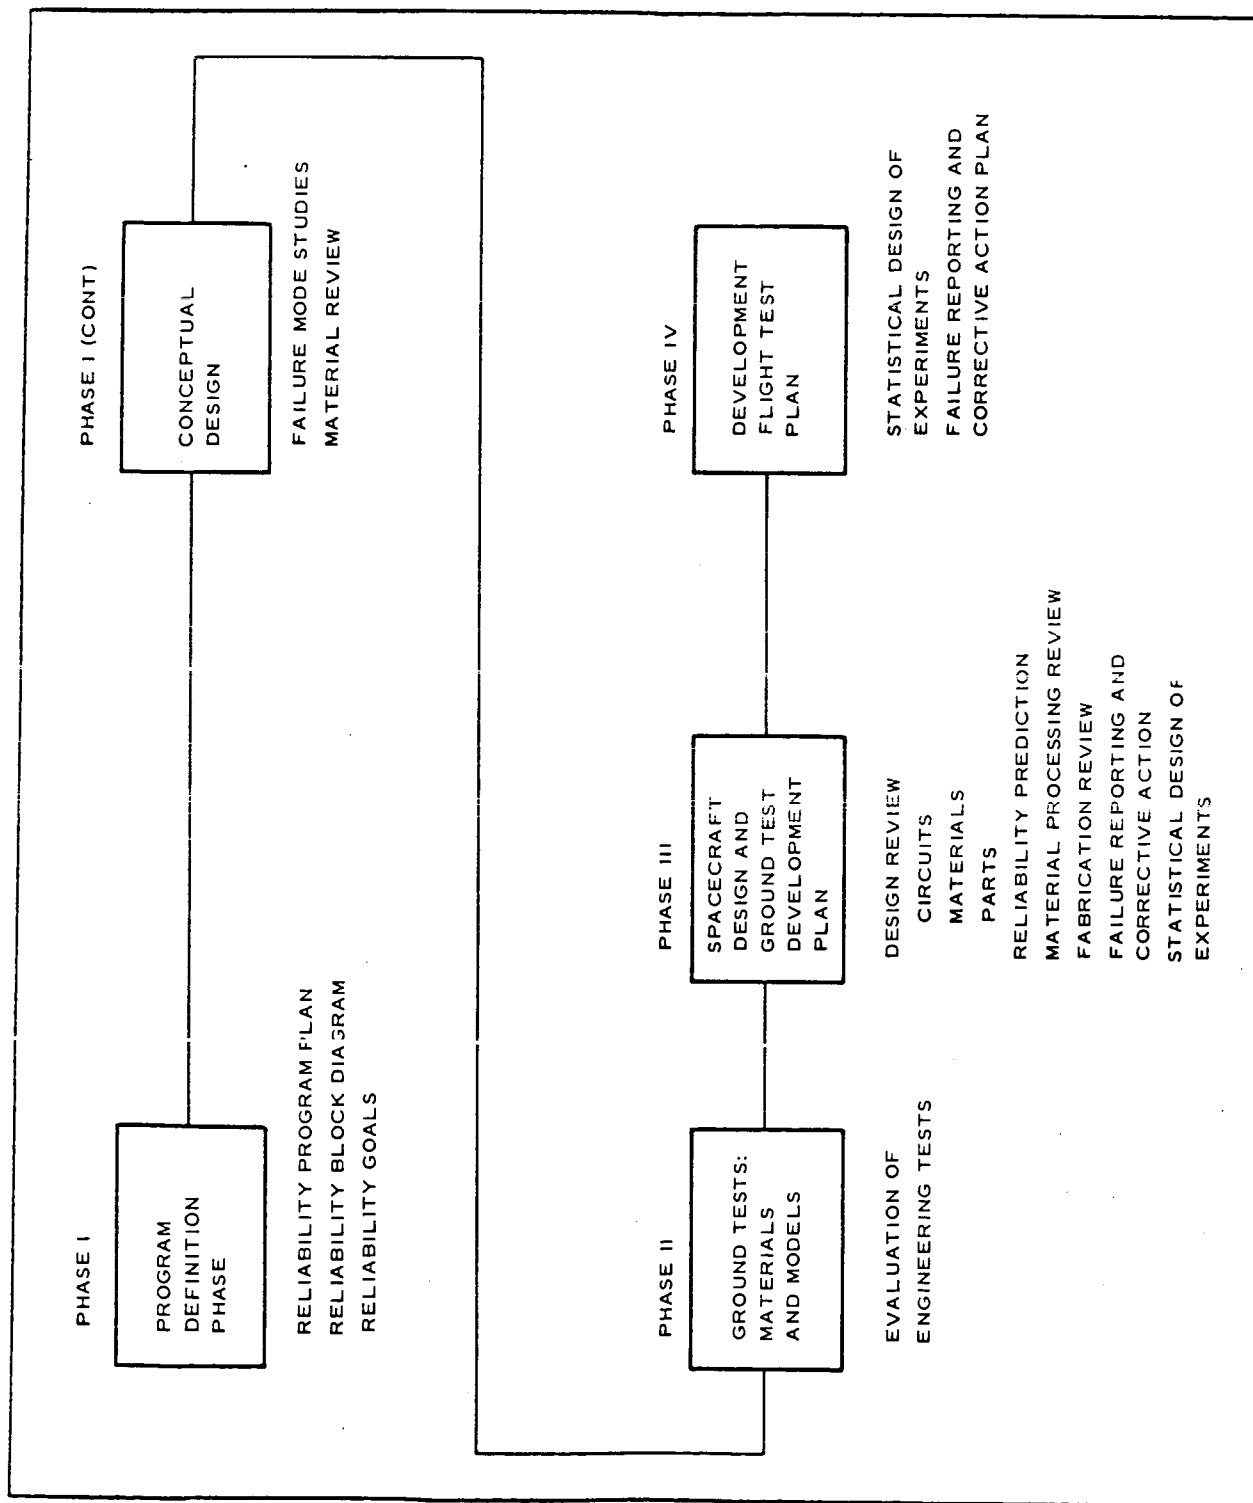 PHASE I
PROGRAM
DEFINITION
PHASE
RELIABILITY PROGRAM PLAN
RELIABILITY BLOCK DIAGRAM
RELIABILITY GOALS
PHASE I (CONT)
CONCEPTUAL
DESIGN
FAILURE MODE STUDIES
MATERIAL REVIEW
PHASE II
GROUND TESTS:
MATERIALS
AND MODELS
EVALUATION OF
ENGINEERING TESTS
PHASE III
SPACECRAFT
DESIGN AND
GROUND TEST
DEVELOPMENT
PLAN
DESIGN REVIEW
CIRCUITS
MATERIALS
PARTS
RELIABILITY PREDICTION
MATERIAL PROCESSING REVIEW
FABRICATION REVIEW
FAILURE REPORTING AND
CORRECTIVE ACTION
STATISTICAL DESIGN OF
EXPERIMENTS
PHASE IV
DEVELOPMENT
FLIGHT TEST
PLAN
STATISTICAL DESIGN OF
EXPERIMENTS
FAILURE REPORTING AND
CORRECTIVE ACTION PLAN